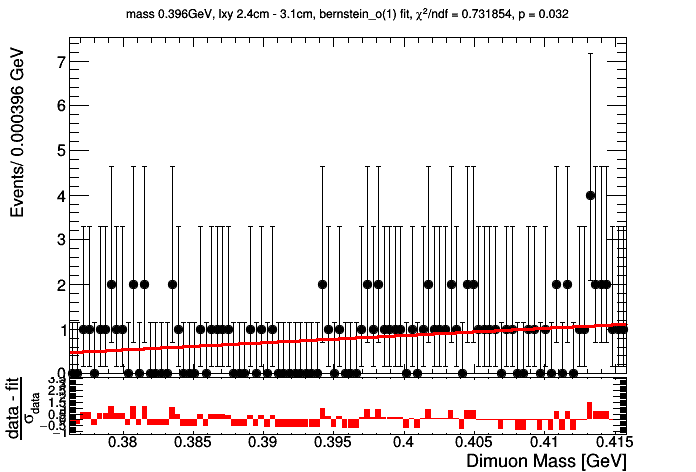 mass 0.396GeV, lxy 2.4cm - 3.1cm, bernstein_o(1) fit, χ²/ndf = 0.731854, p = 0.032
Events/ 0.000396 GeV
7
6
5
4
3
2
1
0
data - fit
σdata
0.38 0.385 0.39 0.395 0.4 0.405 0.41 0.415
Dimuon Mass [GeV]